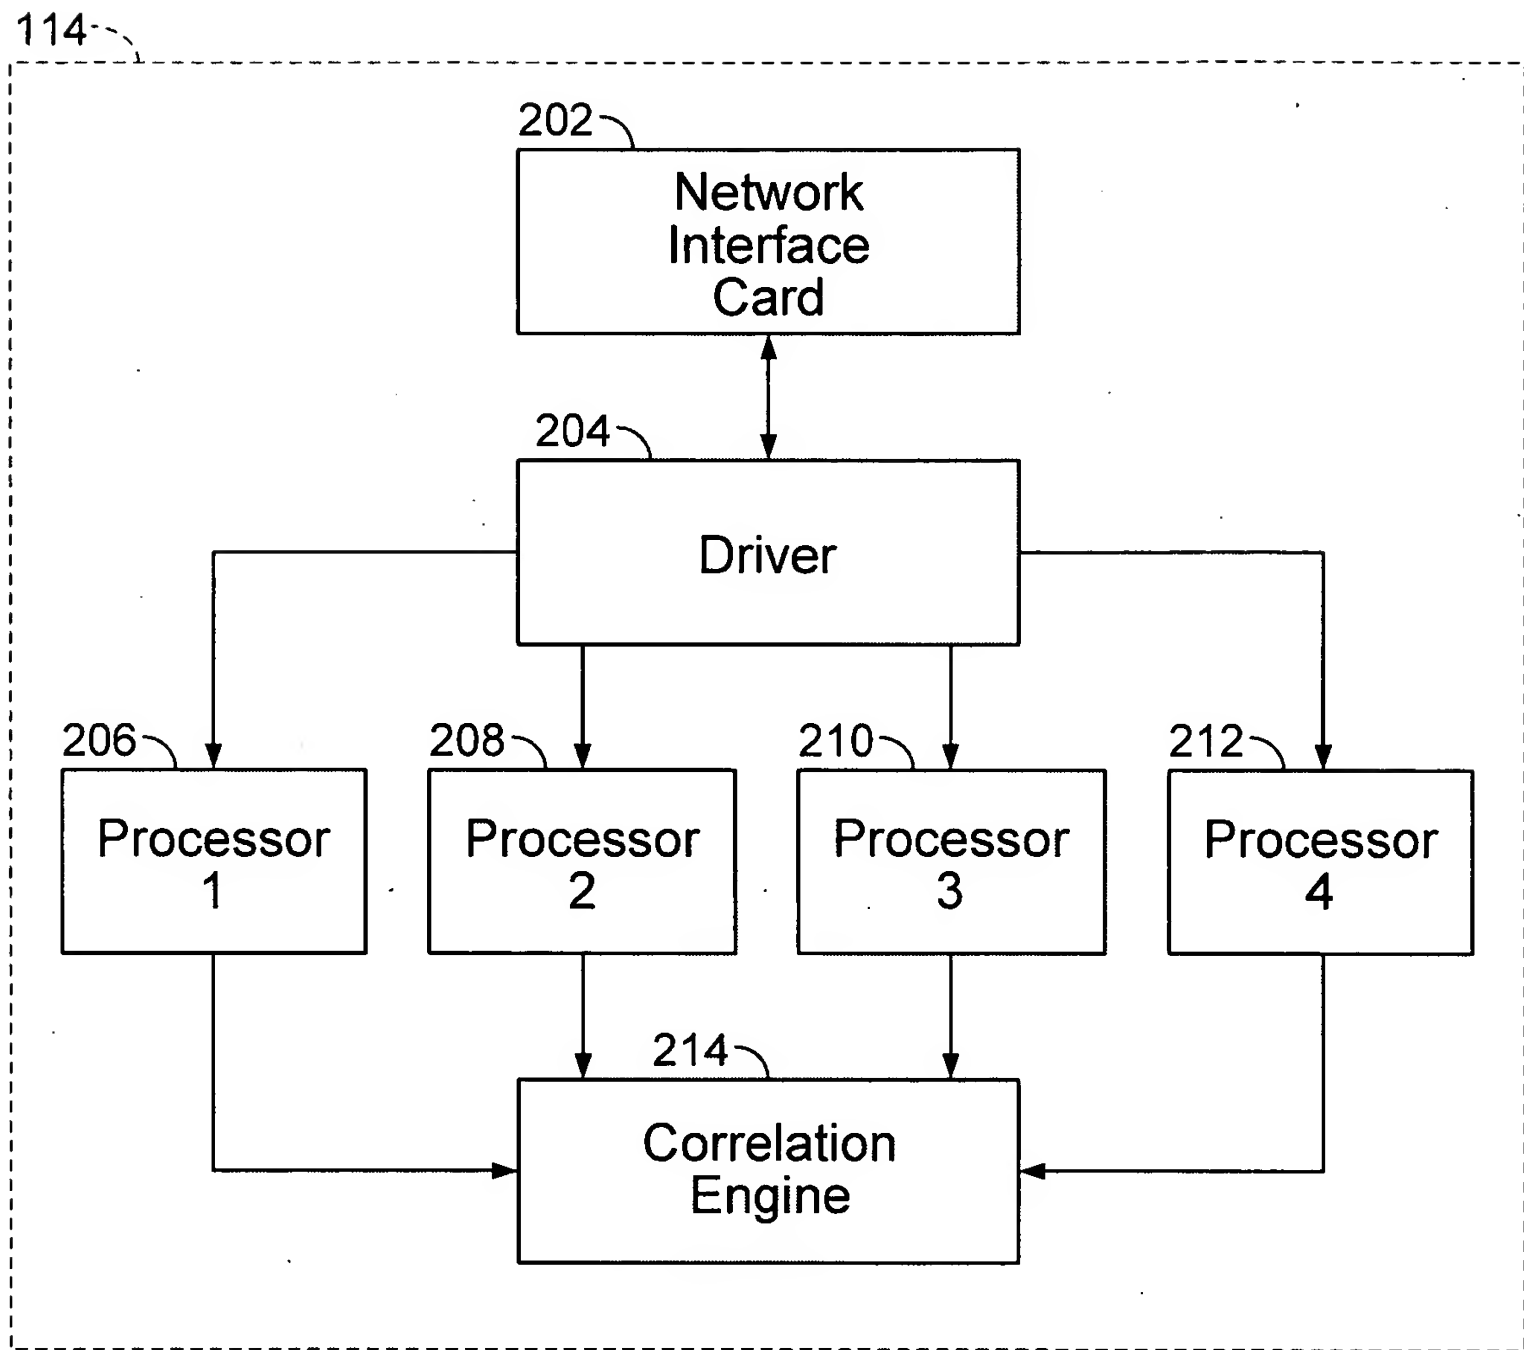 114
202
Network
Interface
Card
204
Driver
206
208
210
212
Processor
1
Processor
2
Processor
3
Processor
4
214
Correlation
Engine